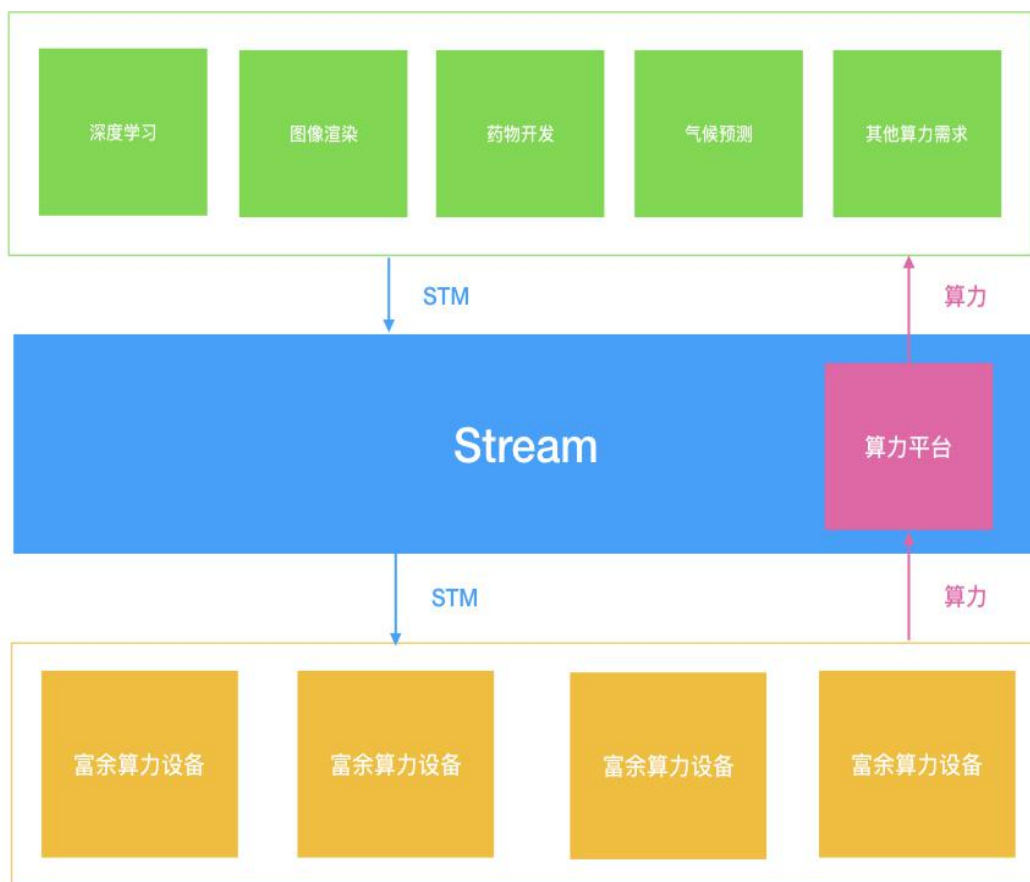 深度学习
图像渲染
药物开发
气候预测
其他算力需求
STM
算力
Stream
算力平台
STM
算力
富余算力设备
富余算力设备
富余算力设备
富余算力设备